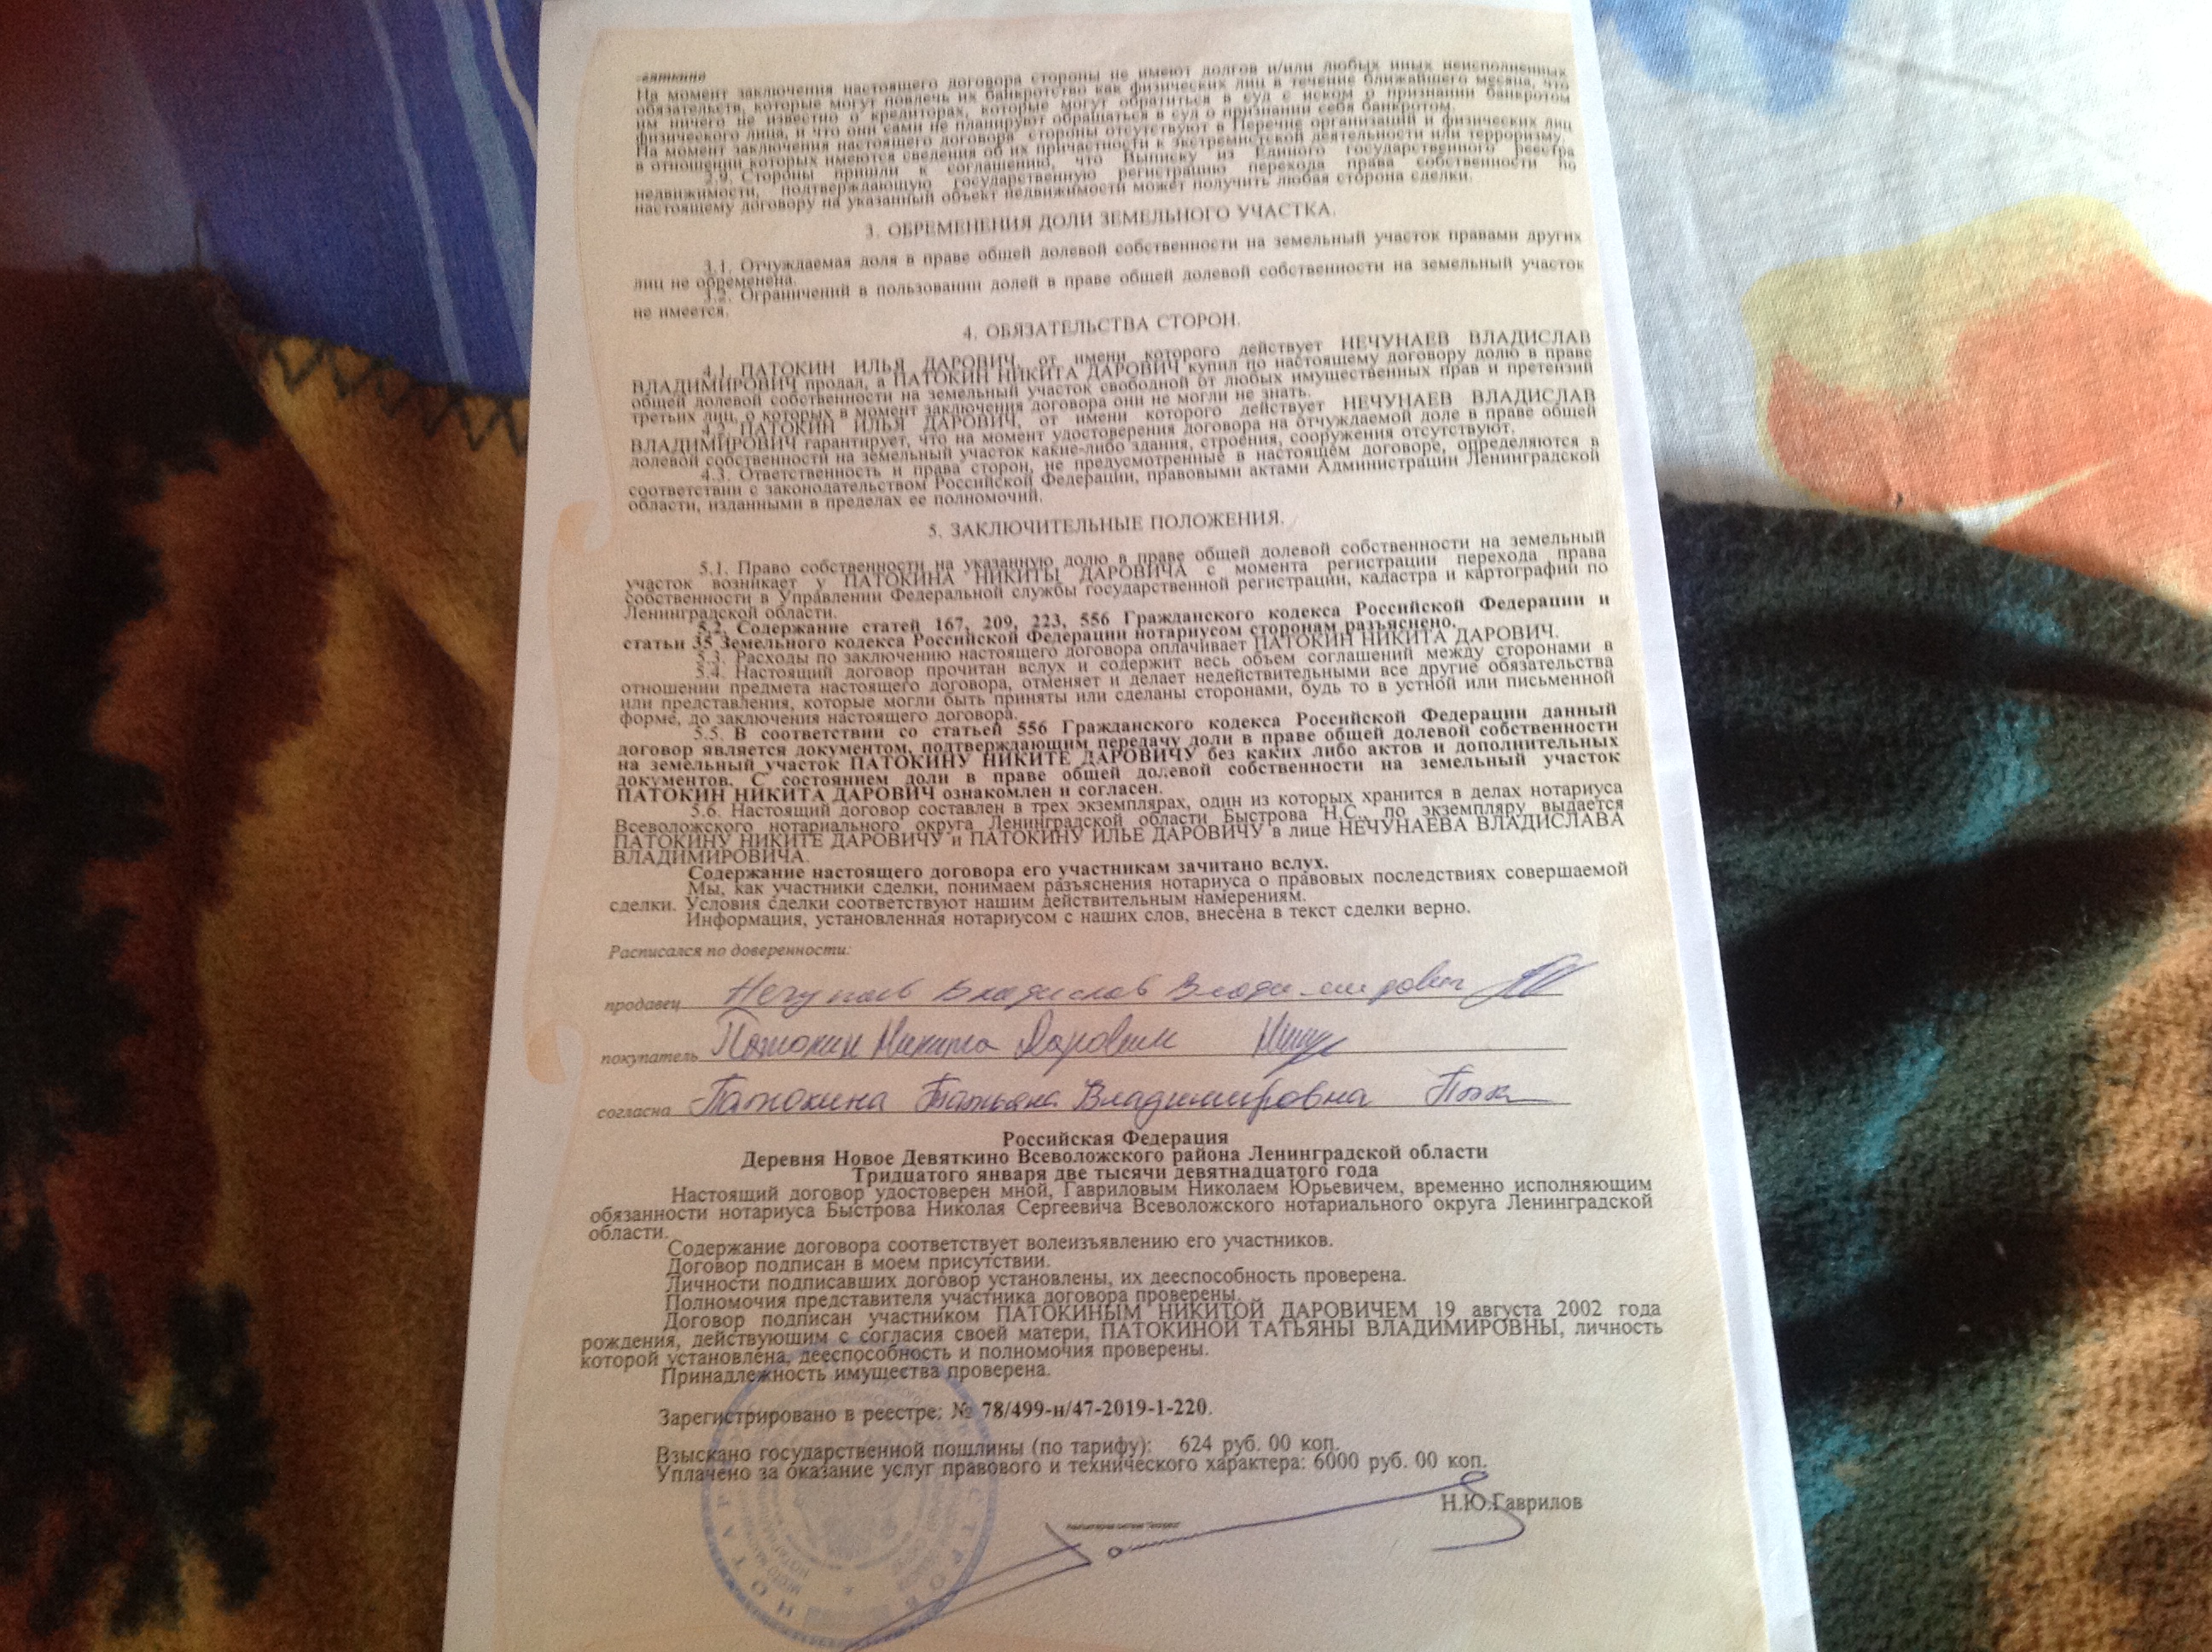 -вяткино
На момент заключения настоящего договора стороны не имеют долгов и/или любых иных неисполненных
обязательств, которые могут повлечь их банкротство как физических лиц в течение ближайшего месяца, что
им ничего не известно о кредиторах, которые могут обратиться в суд с иском о признании банкротом
физического лица, и что они сами не планируют обращаться в суд о признании себя банкротом.
На момент заключения настоящего договора стороны отсутствуют в Перечне организаций и физических лиц
в отношении которых имеются сведения об их причастности к экстремистской деятельности или терроризму.
2.9. Стороны пришли к соглашению, что Выписку из Единого государственного реестра
недвижимости, подтверждающую государственную регистрацию перехода права собственности по
настоящему договору на указанный объект недвижимости может получить любая сторона сделки.
3. ОБРЕМЕНЕНИЯ ДОЛИ ЗЕМЕЛЬНОГО УЧАСТКА.
3.1. Отчуждаемая доля в праве общей долевой собственности на земельный участок правами других
лиц не обременена.
3.2. Ограничений в пользовании долей в праве общей долевой собственности на земельный участок
не имеется.
4. ОБЯЗАТЕЛЬСТВА СТОРОН.
4.1. ПАТОКИН ИЛЬЯ ДАРОВИЧ, от имени которого действует НЕЧУНАЕВ ВЛАДИСЛАВ
ВЛАДИМИРОВИЧ продал, а ПАТОКИН НИКИТА ДАРОВИЧ купил по настоящему договору долю в праве
общей долевой собственности на земельный участок свободной от любых имущественных прав и претензий
третьих лиц, о которых в момент заключения договора они не могли не знать.
4.2. ПАТОКИН ИЛЬЯ ДАРОВИЧ, от имени которого действует НЕЧУНАЕВ ВЛАДИСЛАВ
ВЛАДИМИРОВИЧ гарантирует, что на момент удостоверения договора на отчуждаемой доле в праве общей
долевой собственности на земельный участок какие-либо здания, строения, сооружения отсутствуют.
4.3. Ответственность и права сторон, не предусмотренные в настоящем договоре, определяются в
соответствии с законодательством Российской Федерации, правовыми актами Администрации Ленинградской
области, изданными в пределах ее полномочий.
5. ЗАКЛЮЧИТЕЛЬНЫЕ ПОЛОЖЕНИЯ.
5.1. Право собственности на указанную долю в праве общей долевой собственности на земельный
участок возникает у ПАТОКИНА НИКИТЫ ДАРОВИЧА с момента регистрации перехода права
собственности в Управлении Федеральной службы государственной регистрации, кадастра и картографии по
Ленинградской области.
5.2. Содержание статей 167, 209, 223, 556 Гражданского кодекса Российской Федерации и
статьи 35 Земельного кодекса Российской Федерации нотариусом сторонам разъяснено.
5.3. Расходы по заключению настоящего договора оплачивает ПАТОКИН НИКИТА ДАРОВИЧ.
5.4. Настоящий договор прочитан вслух и содержит весь объем соглашений между сторонами в
отношении предмета настоящего договора, отменяет и делает недействительными все другие обязательства
или представления, которые могли быть приняты или сделаны сторонами, будь то в устной или письменной
форме, до заключения настоящего договора.
5.5. В соответствии со статьей 556 Гражданского кодекса Российской Федерации данный
договор является документом, подтверждающим передачу доли в праве общей долевой собственности
на земельный участок ПАТОКИНУ НИКИТЕ ДАРОВИЧУ без каких либо актов и дополнительных
документов. С состоянием доли в праве общей долевой собственности на земельный участок
ПАТОКИН НИКИТА ДАРОВИЧ ознакомлен и согласен.
5.6. Настоящий договор составлен в трех экземплярах, один из которых хранится в делах нотариуса
Всеволожского нотариального округа Ленинградской области Быстрова Н.С., по экземпляру выдается
ПАТОКИНУ НИКИТЕ ДАРОВИЧУ и ПАТОКИНУ ИЛЬЕ ДАРОВИЧУ в лице НЕЧУНАЕВА ВЛАДИСЛАВА
ВЛАДИМИРОВИЧА.
Содержание настоящего договора его участникам зачитано вслух.
Мы, как участники сделки, понимаем разъяснения нотариуса о правовых последствиях совершаемой
сделки. Условия сделки соответствуют нашим действительным намерениям.
Информация, установленная нотариусом с наших слов, внесена в текст сделки верно.
Расписался по доверенности:
продавец Нечунаев Владислав Владимирович
покупатель Патокин Никита Дарович
согласна Патокина Татьяна Владимировна
Российская Федерация
Деревня Новое Девяткино Всеволожского района Ленинградской области
Тридцатого января две тысячи девятнадцатого года
Настоящий договор удостоверен мной, Гавриловым Николаем Юрьевичем, временно исполняющим
обязанности нотариуса Быстрова Николая Сергеевича Всеволожского нотариального округа Ленинградской
области.
Содержание договора соответствует волеизъявлению его участников.
Договор подписан в моем присутствии.
Личности подписавших договор установлены, их дееспособность проверена.
Полномочия представителя участника договора проверены.
Договор подписан участником ПАТОКИНЫМ НИКИТОЙ ДАРОВИЧЕМ 19 августа 2002 года
рождения, действующим с согласия своей матери, ПАТОКИНОЙ ТАТЬЯНЫ ВЛАДИМИРОВНЫ, личность
которой установлена, дееспособность и полномочия проверены.
Принадлежность имущества проверена.
Зарегистрировано в реестре: № 78/499-н/47-2019-1-220.
Взыскано государственной пошлины (по тарифу): 624 руб. 00 коп.
Уплачено за оказание услуг правового и технического характера: 6000 руб. 00 коп.
Н.Ю.Гаврилов